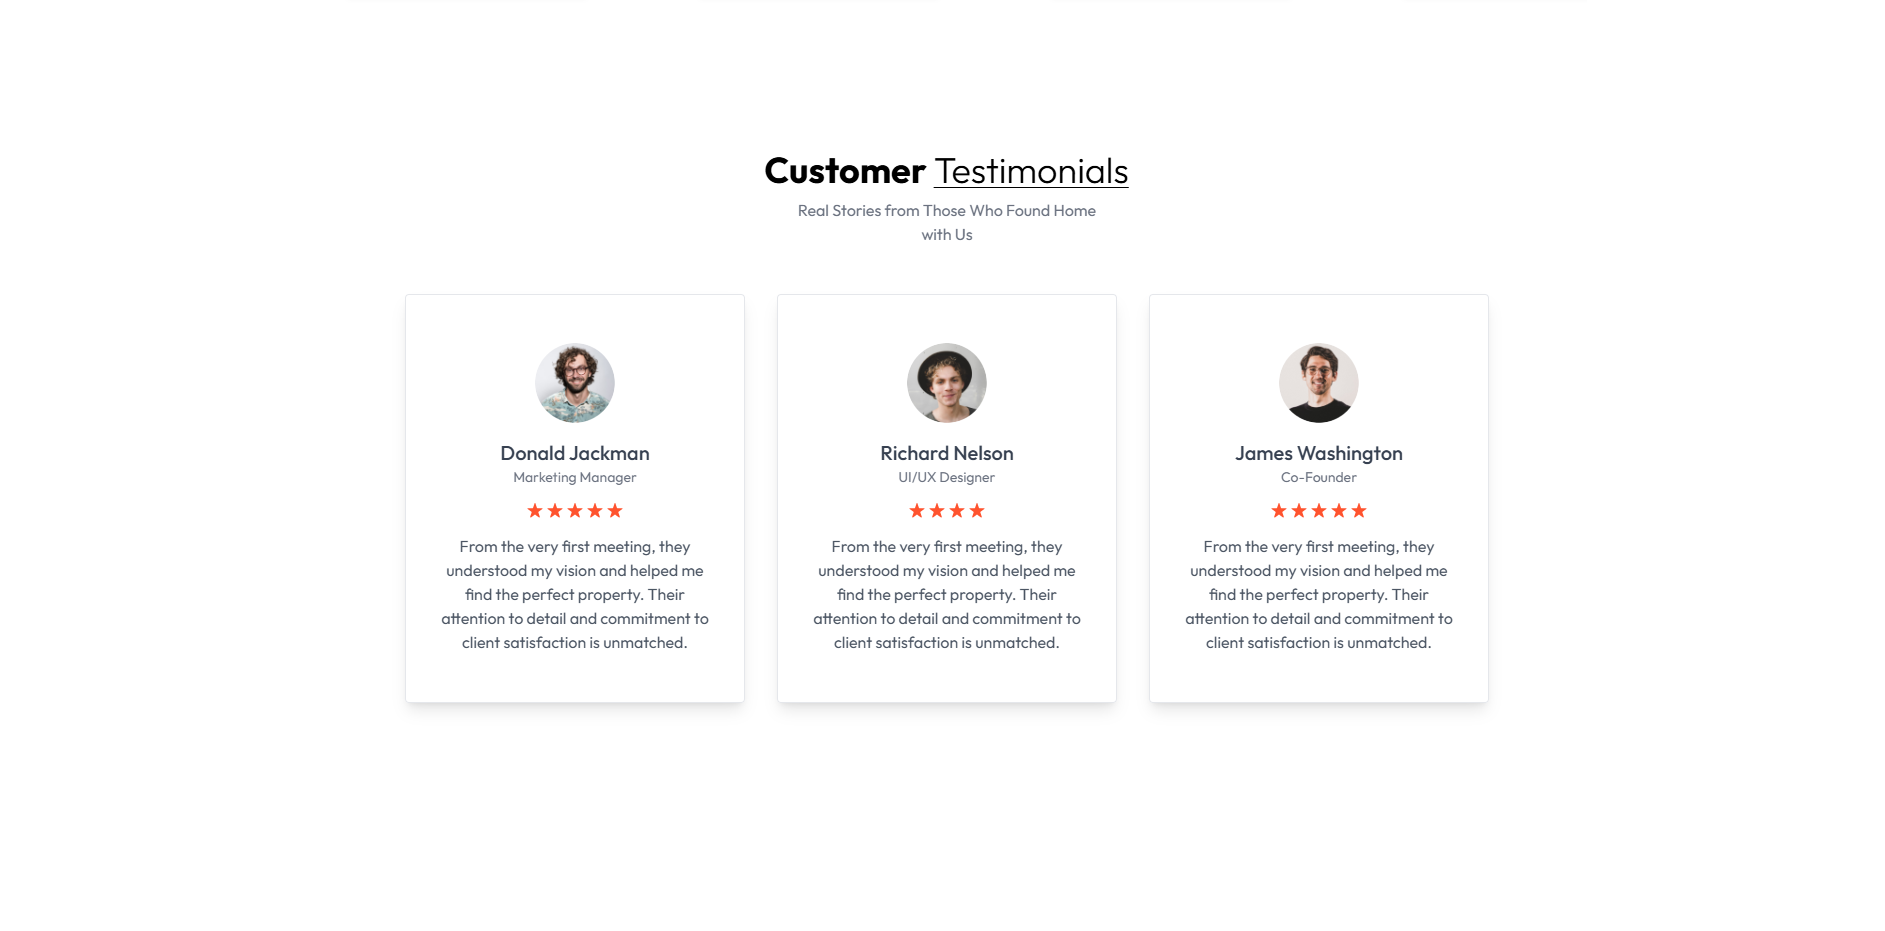 Customer Testimonials
Real Stories from Those Who Found Home
with Us
Donald Jackman
Marketing Manager
From the very first meeting, they
understood my vision and helped me
find the perfect property. Their
attention to detail and commitment to
client satisfaction is unmatched.
Richard Nelson
UI/UX Designer
From the very first meeting, they
understood my vision and helped me
find the perfect property. Their
attention to detail and commitment to
client satisfaction is unmatched.
James Washington
Co-Founder
From the very first meeting, they
understood my vision and helped me
find the perfect property. Their
attention to detail and commitment to
client satisfaction is unmatched.